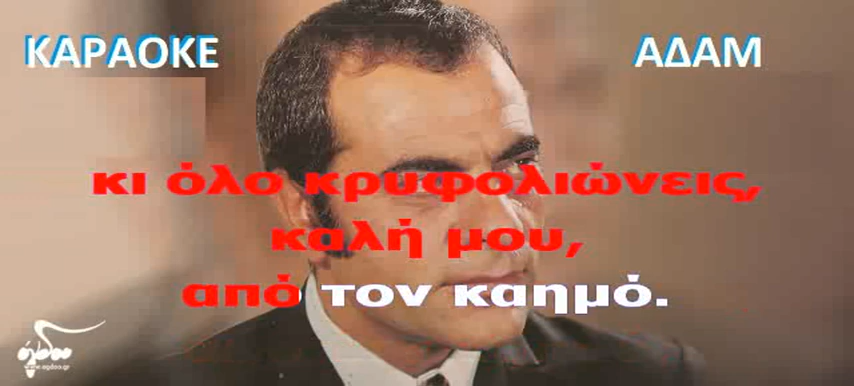 ΚΑΡΑΟΚΕ ΑΔΑΜ
κι όλο κρυφολιώνεις,
καλή μου,
από τον καημό.
όγδοο
www.ogdoo.gr